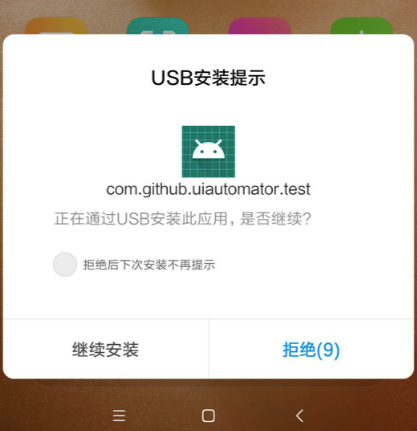 USB安装提示
com.github.uiautomator.test
正在通过USB安装此应用，是否继续？
拒绝后下次安装不再提示
继续安装
拒绝(9)